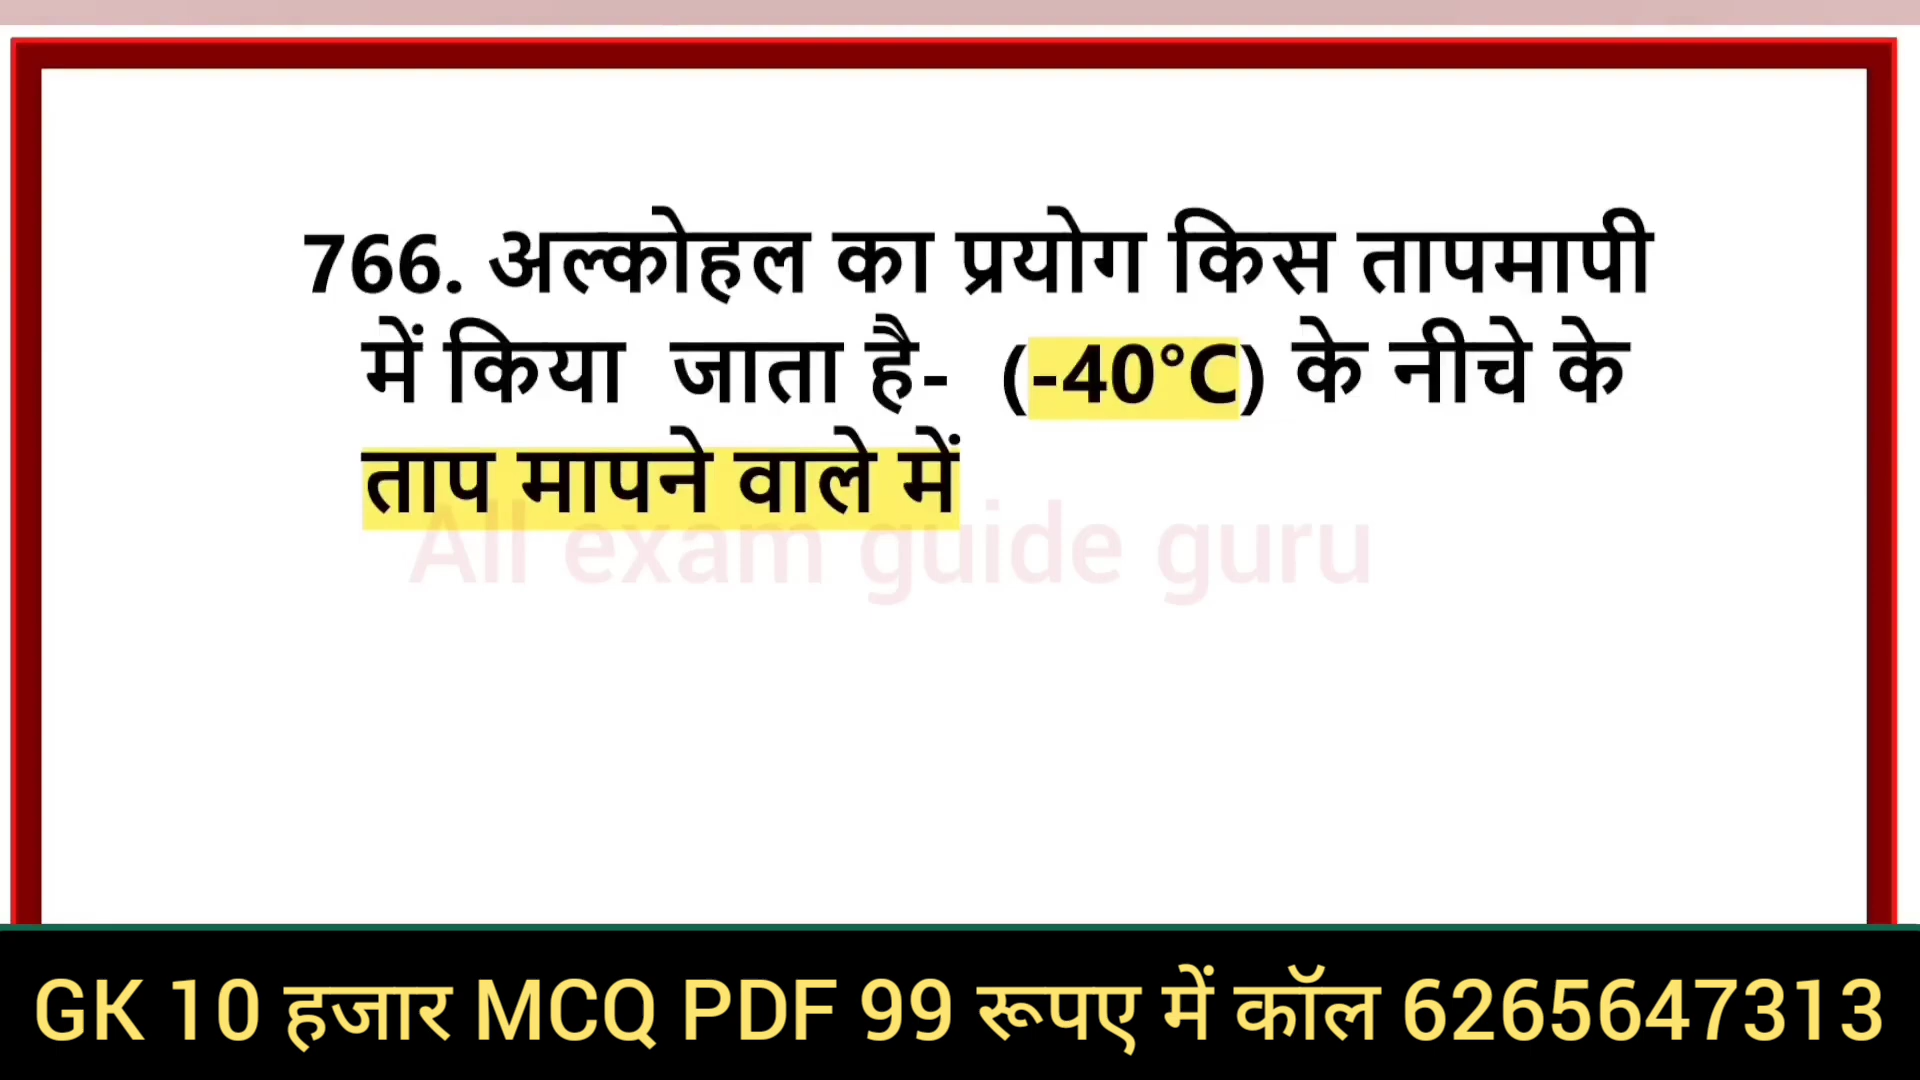 766. अल्कोहल का प्रयोग किस तापमापी
में किया जाता है- (-40°C) के नीचे के
ताप मापने वाले में
All exam guide guru
GK 10 हजार MCQ PDF 99 रूपए में कॉल 6265647313